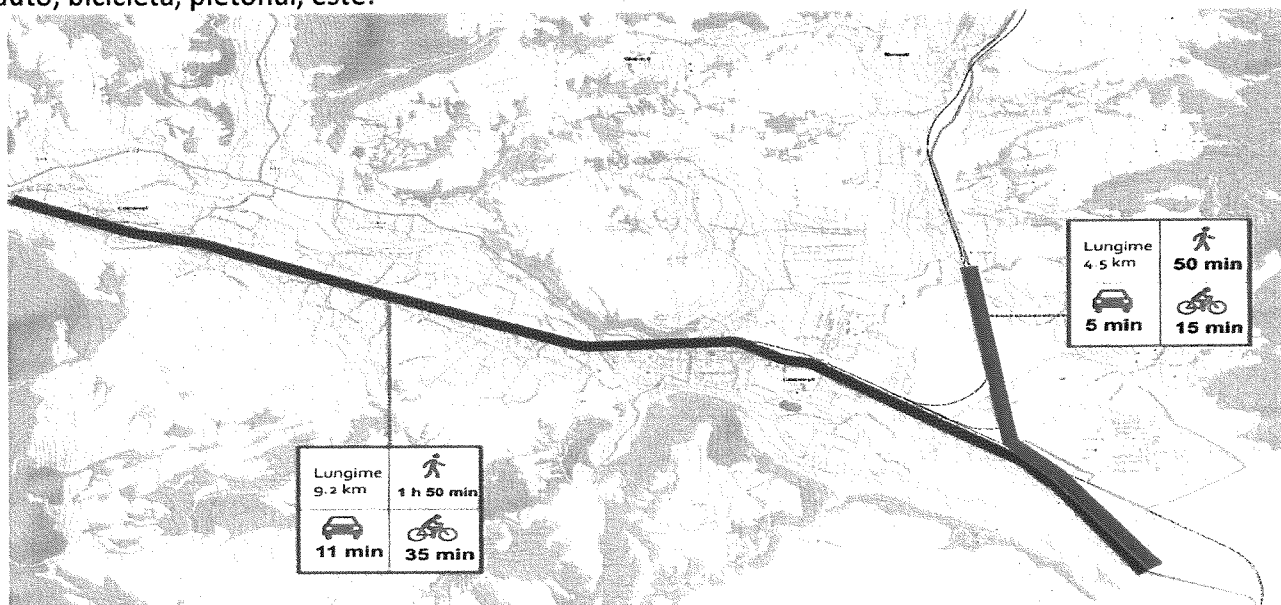 auto, bicicletă, pietonal, este:
Lungime
4.5 km
50 min
5 min
15 min
Lungime
9.2 km
1 h 50 min
11 min
35 min